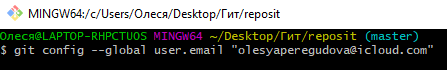 MINGW64:/c/Users/Олеся/Desktop/Гит/reposit
Олеся@LAPTOP-RHPCTUOS MINGW64 ~/Desktop/Гит/reposit (master)
$ git config --global user.email "olesyaperegudova@icloud.com"